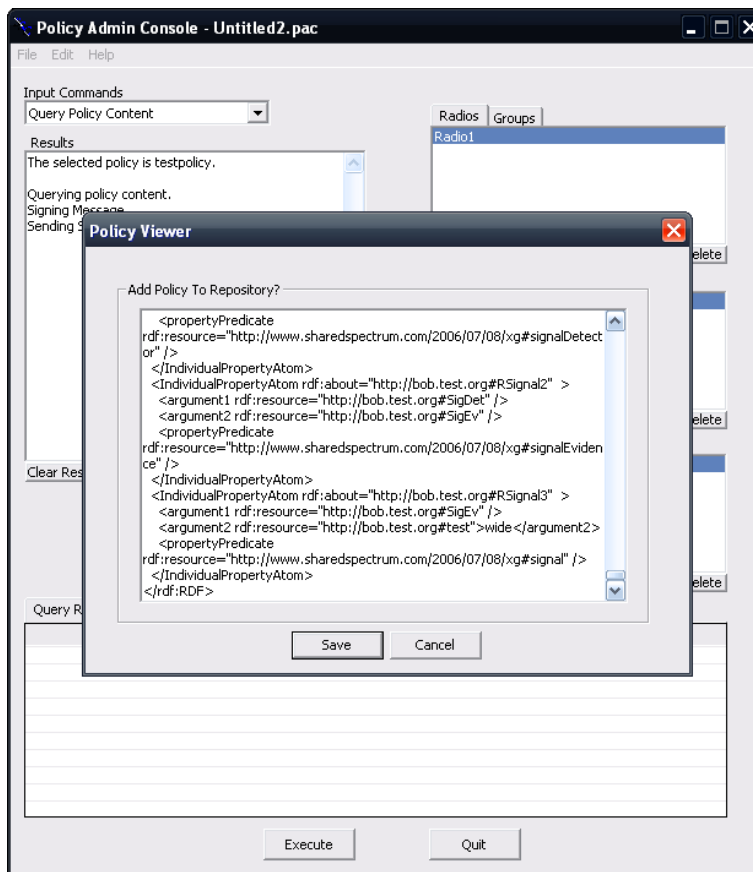 Policy Admin Console - Untitled2.pac
File Edit Help
Input Commands
Query Policy Content
Results
The selected policy is testpolicy.
Querying policy content.
Signing Message
Sending S
Clear Res
Radios Groups
Radio1
elete
elete
elete
Policy Viewer
Add Policy To Repository?
<propertyPredicate
rdf:resource="http://www.sharedspectrum.com/2006/07/08/xg#signalDetect
or" />
</IndividualPropertyAtom>
<IndividualPropertyAtom rdf:about="http://bob.test.org#RSignal2" >
<argument1 rdf:resource="http://bob.test.org#SigDet" />
<argument2 rdf:resource="http://bob.test.org#SigEv" />
<propertyPredicate
rdf:resource="http://www.sharedspectrum.com/2006/07/08/xg#signalEviden
ce" />
</IndividualPropertyAtom>
<IndividualPropertyAtom rdf:about="http://bob.test.org#RSignal3" >
<argument1 rdf:resource="http://bob.test.org#SigEv" />
<argument2 rdf:resource="http://bob.test.org#test">wide</argument2>
<propertyPredicate
rdf:resource="http://www.sharedspectrum.com/2006/07/08/xg#signal" />
</IndividualPropertyAtom>
</rdf:RDF>
Save Cancel
Query R
Execute Quit